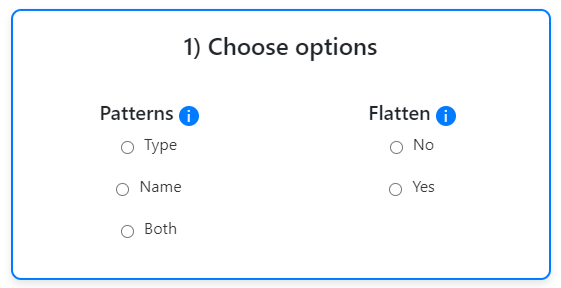 1) Choose options
Patterns i
Type
Name
Both
Flatten i
No
Yes